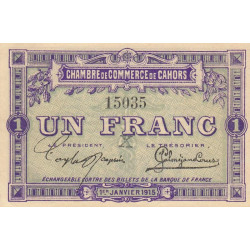 CHAMBRE DE COMMERCE DE CAHORS
15035
1 UN FRANC 1
LE PRÉSIDENT, LE TRÉSORIER,
ÉCHANGEABLE CONTRE DES BILLETS DE LA BANQUE DE FRANCE
1ER JANVIER 1915